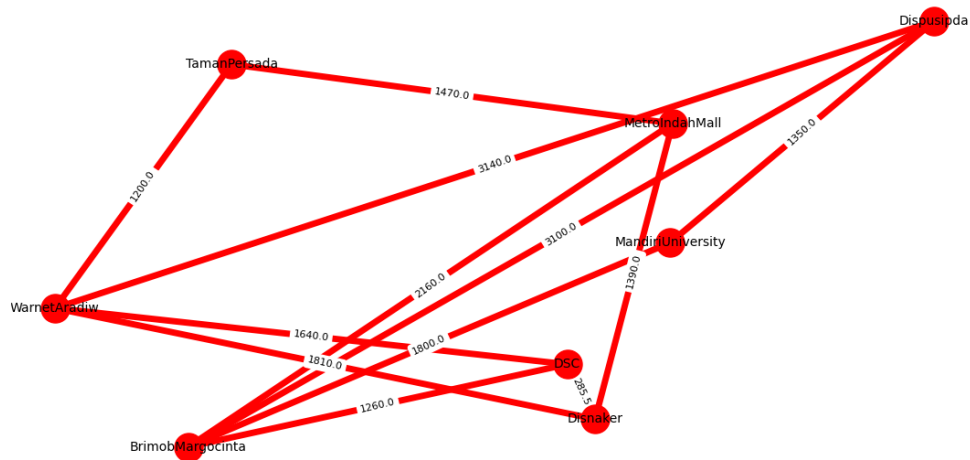 Dispusipda
TamanPersada
1470.0
MetroIndahMall
1350.0
3140.0
1200.0
3100.0
MandiriUniversity
1390.0
2160.0
WarnetAradiw
1640.0
1800.0
1810.0
DSC
285.5
1260.0
Disnaker
BrimobMargocinta